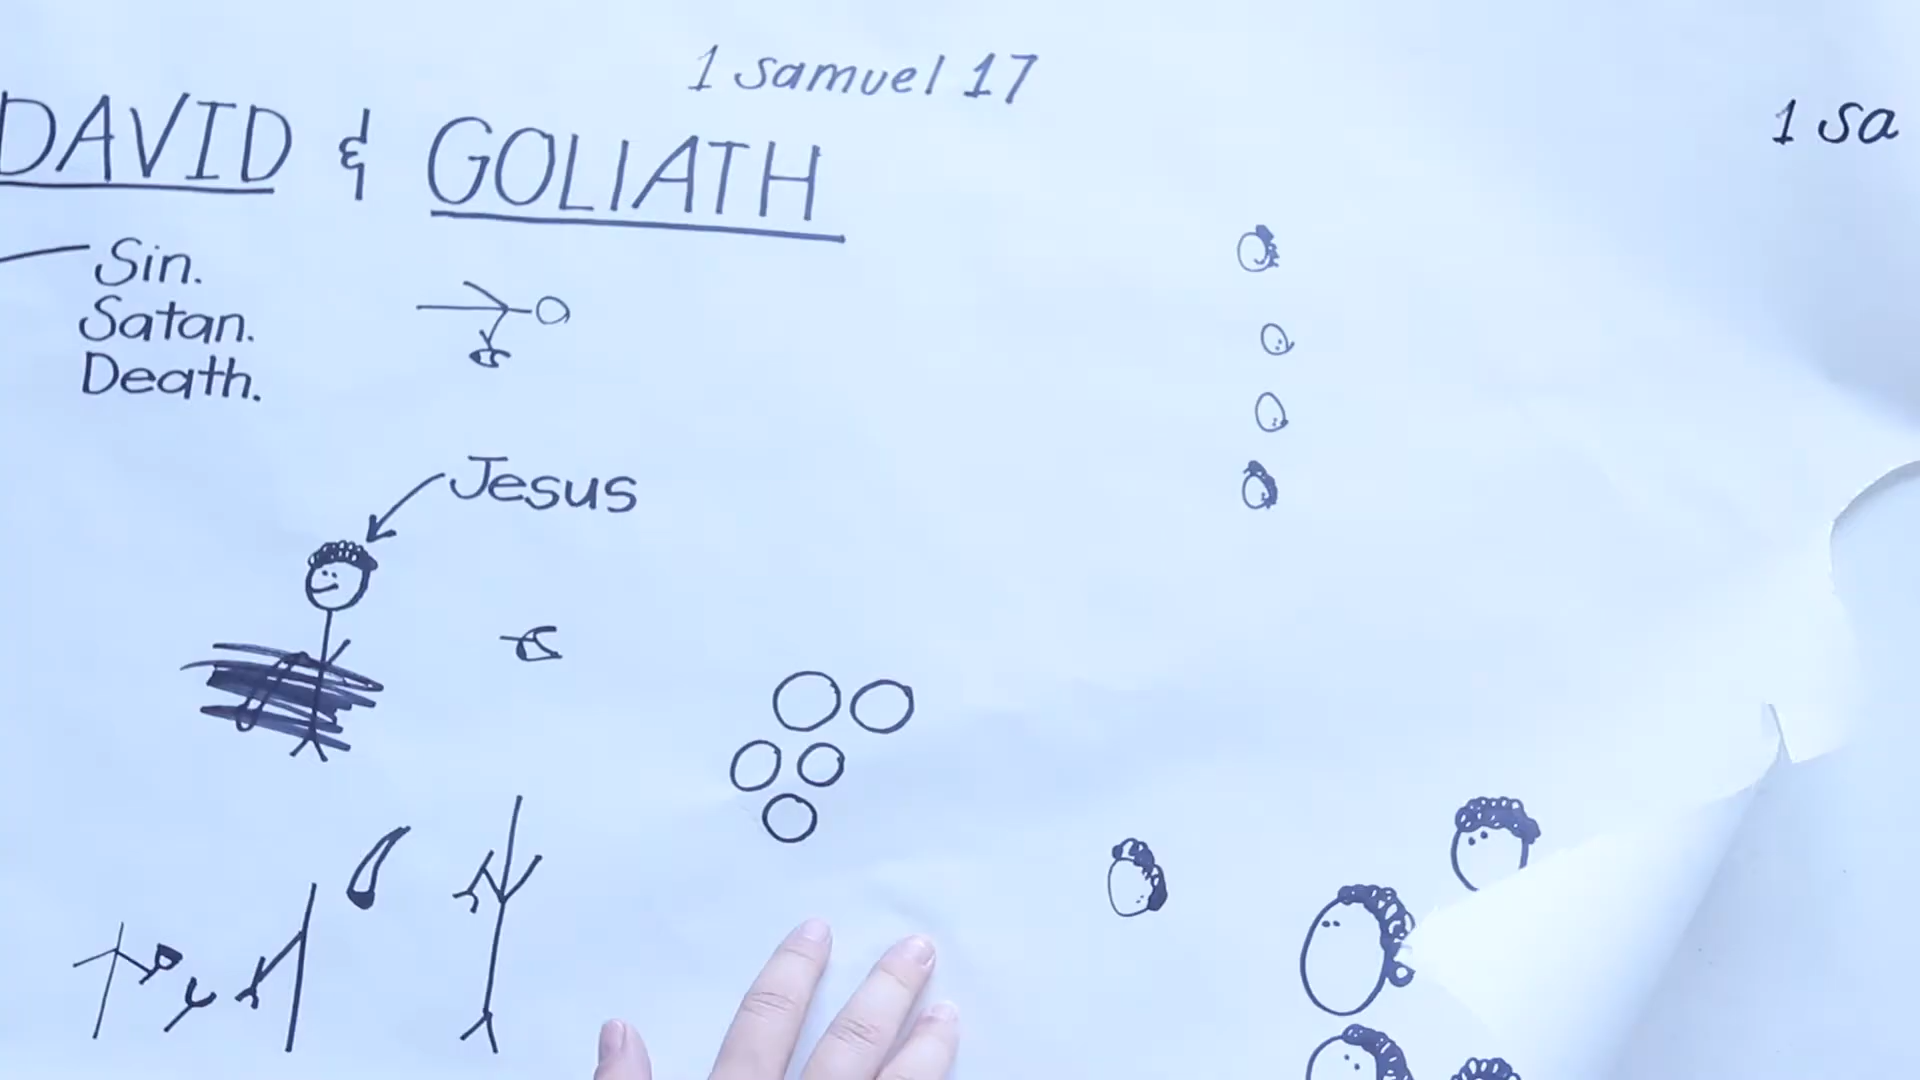 1 Samuel 17
DAVID & GOLIATH
Sin.
Satan.
Death.
Jesus
1 Sa